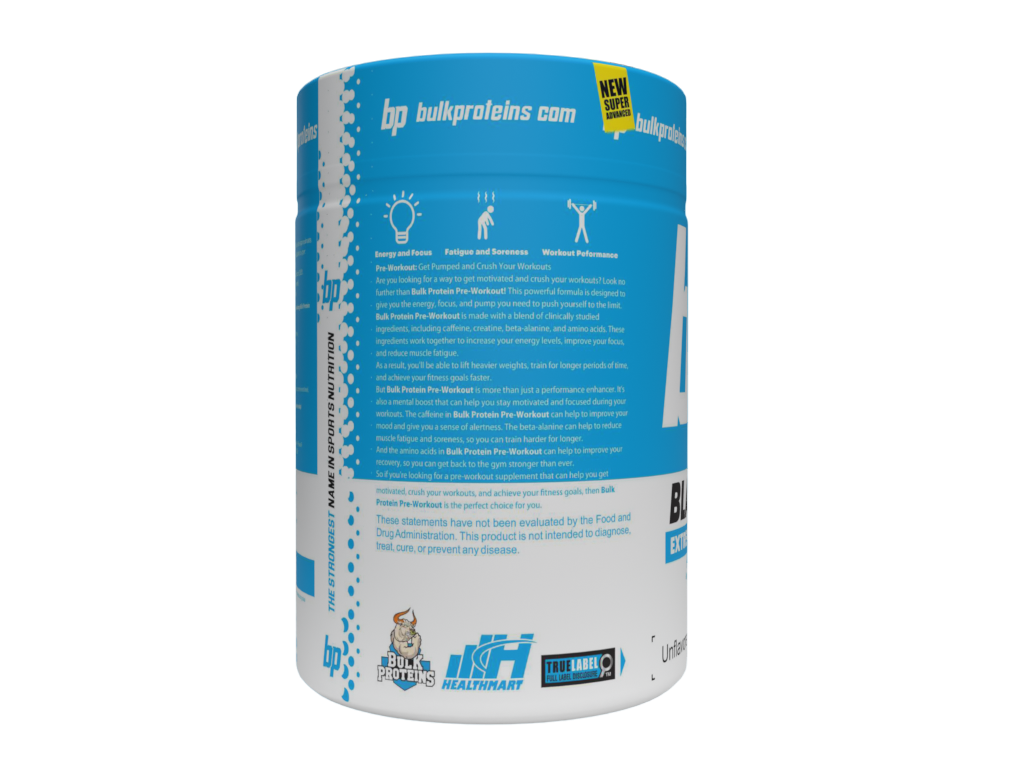 bp bulkproteins com
NEW
SUPER
ADVANCED
bulkproteins
oteins
Energy and Focus
Fatigue and Soreness
Workout Peformance
Pre-Workout: Get Pumped and Crush Your Workouts
Are you looking for a way to get motivated and crush your workouts? Look no
further than Bulk Protein Pre-Workout! This powerful formula is designed to
give you the energy, focus, and pump you need to push yourself to the limit.
Bulk Protein Pre-Workout is made with a blend of clinically studied
ingredients, including caffeine, creatine, beta-alanine, and amino acids. These
ingredients work together to increase your energy levels, improve your focus,
and reduce muscle fatigue.
As a result, you'll be able to lift heavier weights, train for longer periods of time,
and achieve your fitness goals faster.
But Bulk Protein Pre-Workout is more than just a performance enhancer. It's
also a mental boost that can help you stay motivated and focused during your
workouts. The caffeine in Bulk Protein Pre-Workout can help to improve your
mood and give you a sense of alertness. The beta-alanine can help to reduce
muscle fatigue and soreness, so you can train harder for longer.
And the amino acids in Bulk Protein Pre-Workout can help to improve your
recovery, so you can get back to the gym stronger than ever.
So if you're looking for a pre-workout supplement that can help you get
motivated, crush your workouts, and achieve your fitness goals, then Bulk
Protein Pre-Workout is the perfect choice for you.
These statements have not been evaluated by the Food and
Drug Administration. This product is not intended to diagnose,
treat, cure, or prevent any disease.
bp
THE STRONGEST NAME IN SPORTS NUTRITION
bp
BULK
PROTEINS
H
HEALTHMART
TRUELABEL
FULL LABEL DISCLOSURE
TM
BL
EXTRE
Unflavore